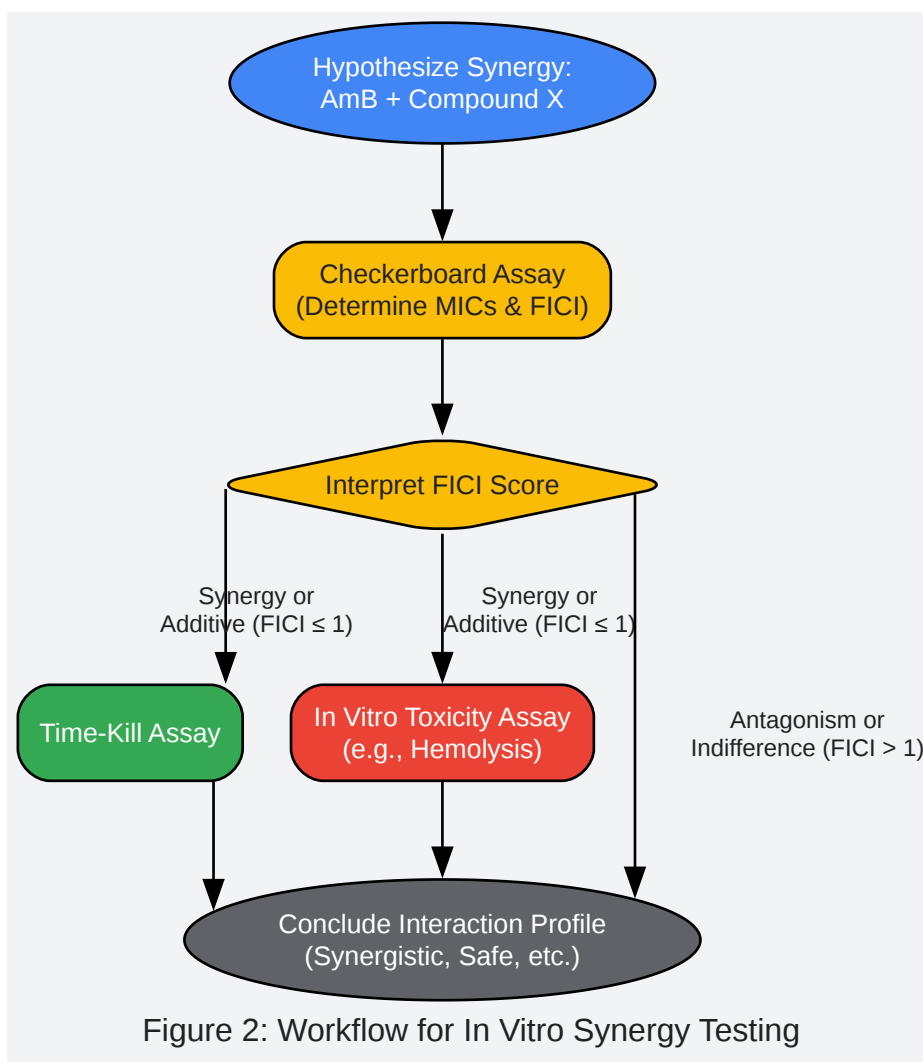 Hypothesize Synergy:
AmB + Compound X
Checkerboard Assay
(Determine MICs & FICI)
Interpret FICI Score
Synergy or
Additive (FICI ≤ 1)
Synergy or
Additive (FICI ≤ 1)
Time-Kill Assay
In Vitro Toxicity Assay
(e.g., Hemolysis)
Antagonism or
Indifference (FICI > 1)
Conclude Interaction Profile
(Synergistic, Safe, etc.)
Figure 2: Workflow for In Vitro Synergy Testing